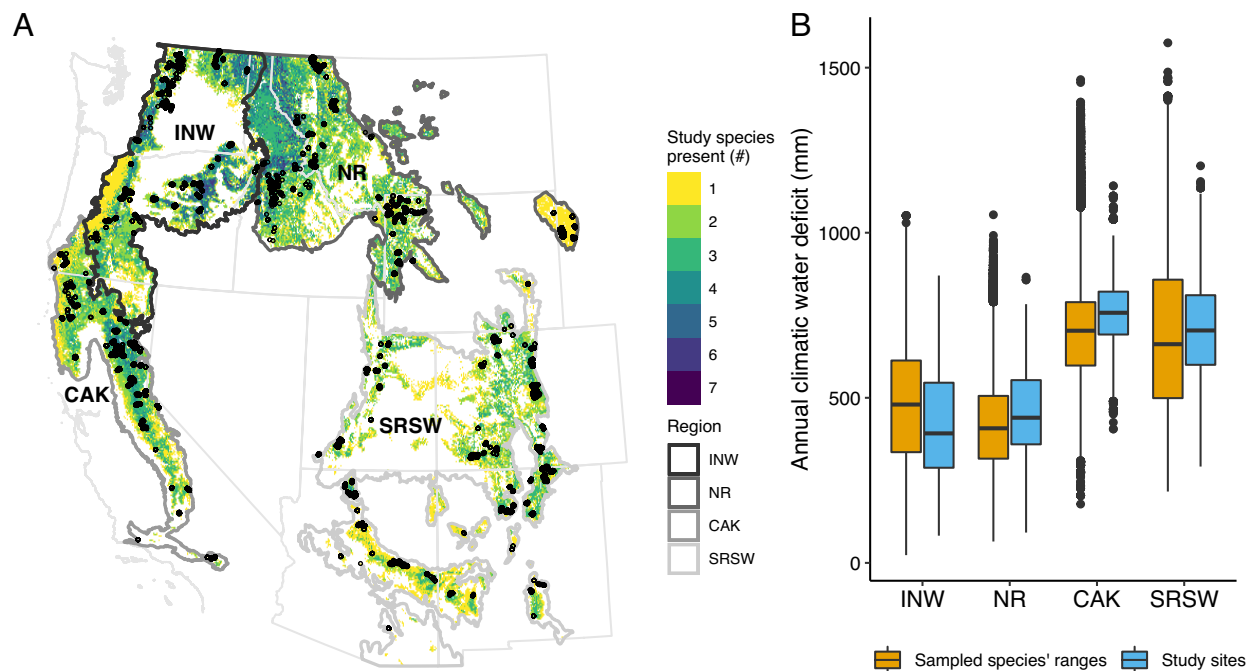 A
INW
NR
CAK
SRSW
Study species
present (#)
1
2
3
4
5
6
7
Region
INW
NR
CAK
SRSW
B
Annual climatic water deficit (mm)
1500
1000
500
0
INW NR CAK SRSW
Sampled species' ranges Study sites